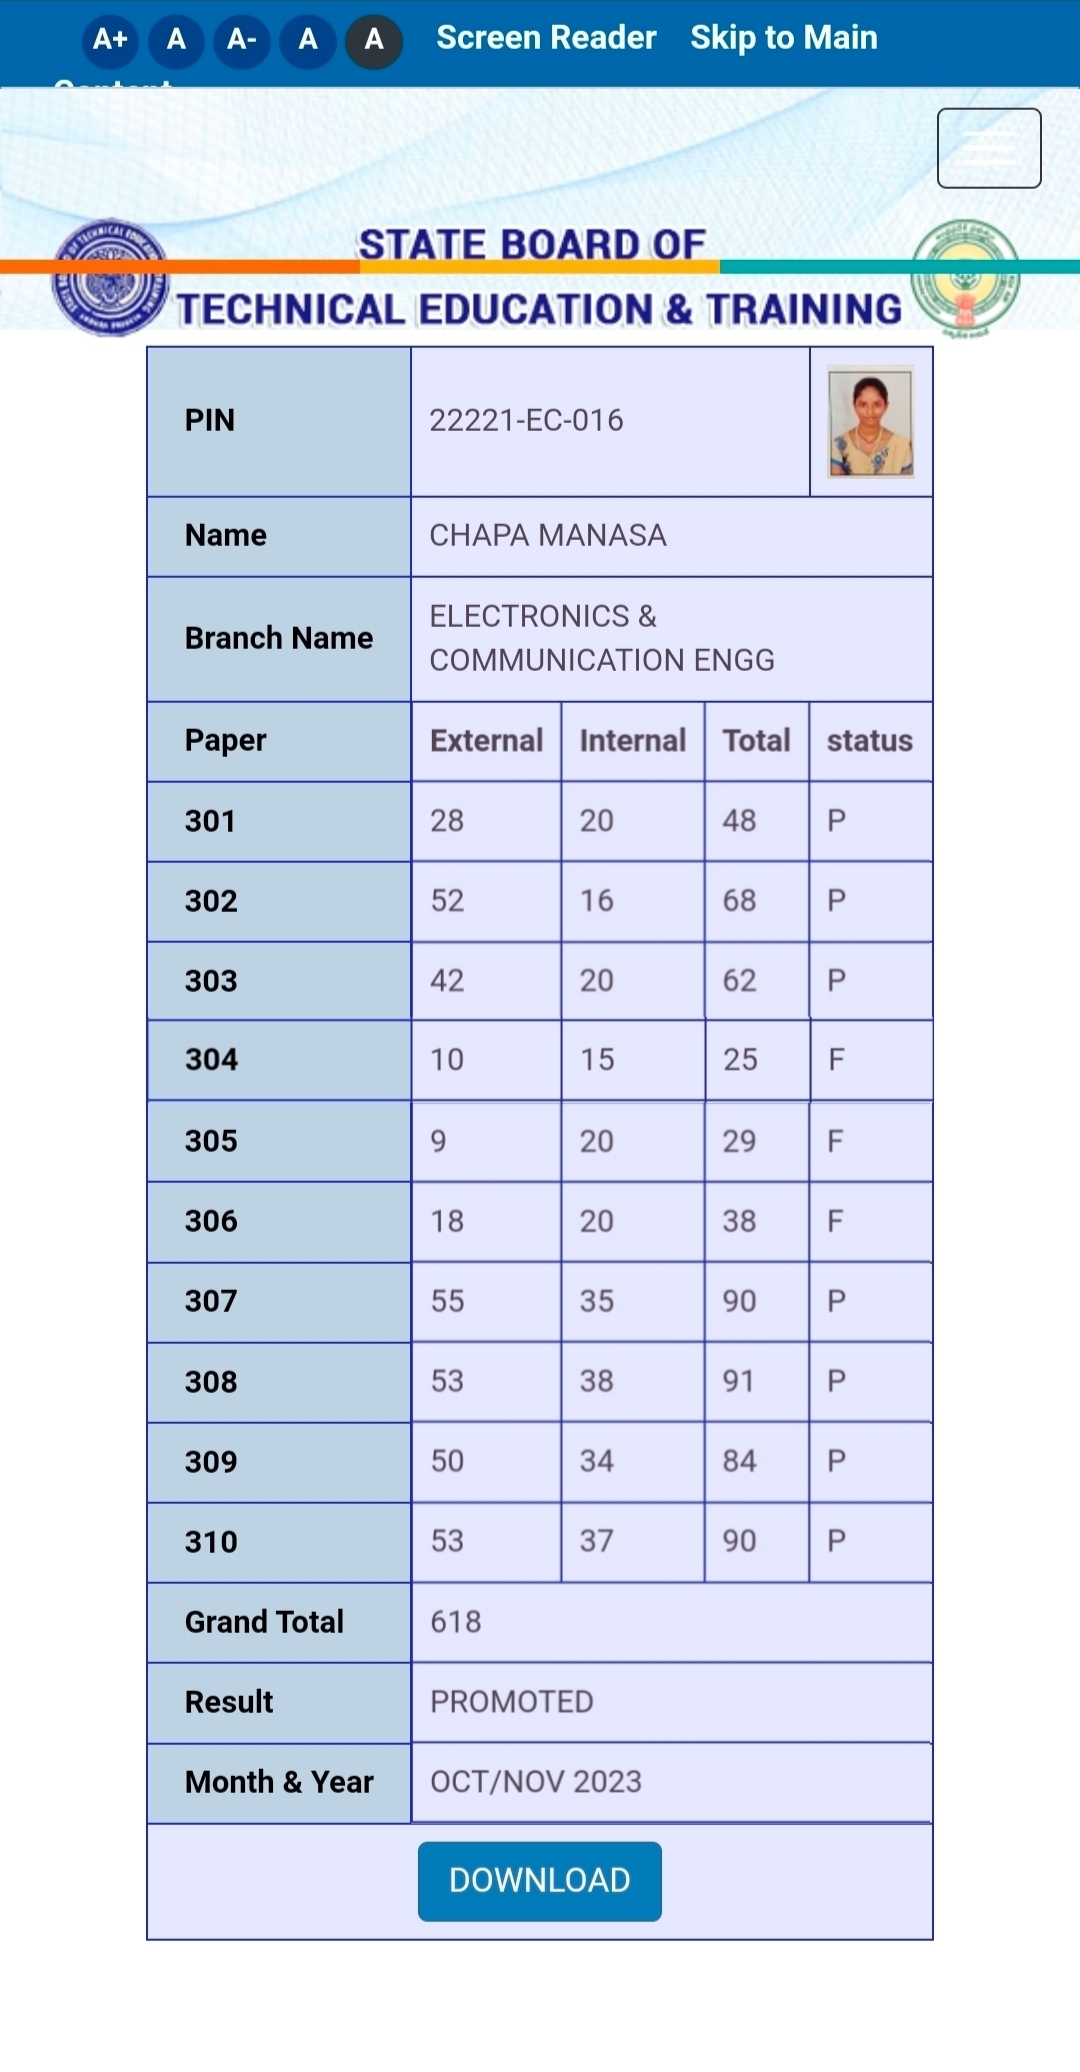 A+ A A- A A Screen Reader Skip to Main
STATE BOARD OF
TECHNICAL EDUCATION & TRAINING
PIN 22221-EC-016
Name CHAPA MANASA
Branch Name ELECTRONICS &
COMMUNICATION ENGG
Paper External Internal Total status
301 28 20 48 P
302 52 16 68 P
303 42 20 62 P
304 10 15 25 F
305 9 20 29 F
306 18 20 38 F
307 55 35 90 P
308 53 38 91 P
309 50 34 84 P
310 53 37 90 P
Grand Total 618
Result PROMOTED
Month & Year OCT/NOV 2023
DOWNLOAD